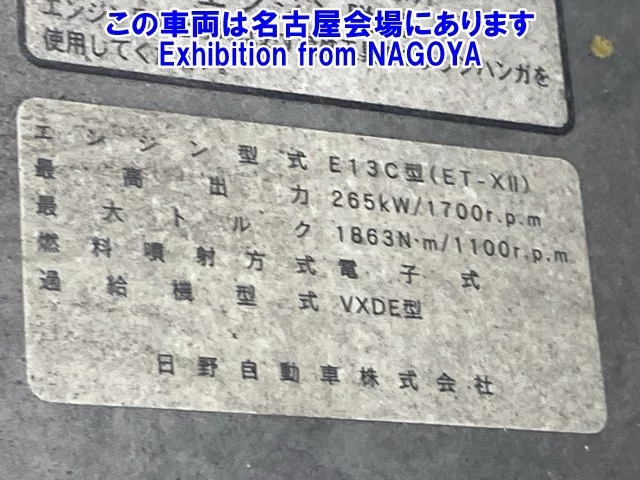 この車両は名古屋会場にあります
Exhibition from NAGOYA
使用してく
ハンガを
エンジン型式 E13C型(ET-XII)
最高出力 265kW/1700r.p.m
最大トルク 1863N·m/1100r.p.m
燃料噴射方式 電子式
過給機型式 VXDE型
日野自動車株式会社